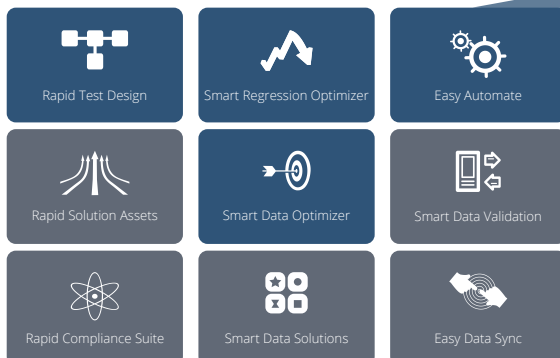 Rapid Test Design
Smart Regression Optimizer
Easy Automate
Rapid Solution Assets
Smart Data Optimizer
Smart Data Validation
Rapid Compliance Suite
Smart Data Solutions
Easy Data Sync